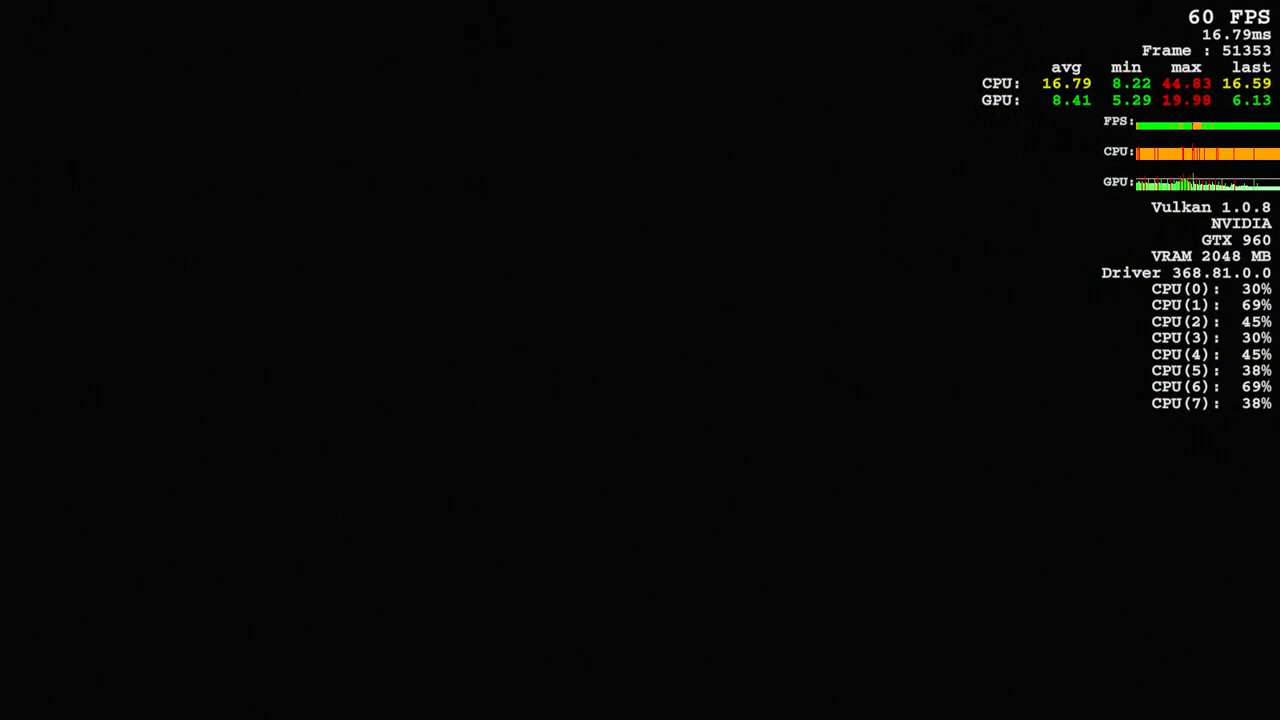 60 FPS
16.79ms
Frame : 51353
avg min max last
CPU: 16.79 8.22 44.83 16.59
GPU: 8.41 5.29 19.98 6.13
FPS:
CPU:
GPU:
Vulkan 1.0.8
NVIDIA
GTX 960
VRAM 2048 MB
Driver 368.81.0.0
CPU(0): 30%
CPU(1): 69%
CPU(2): 45%
CPU(3): 30%
CPU(4): 45%
CPU(5): 38%
CPU(6): 69%
CPU(7): 38%